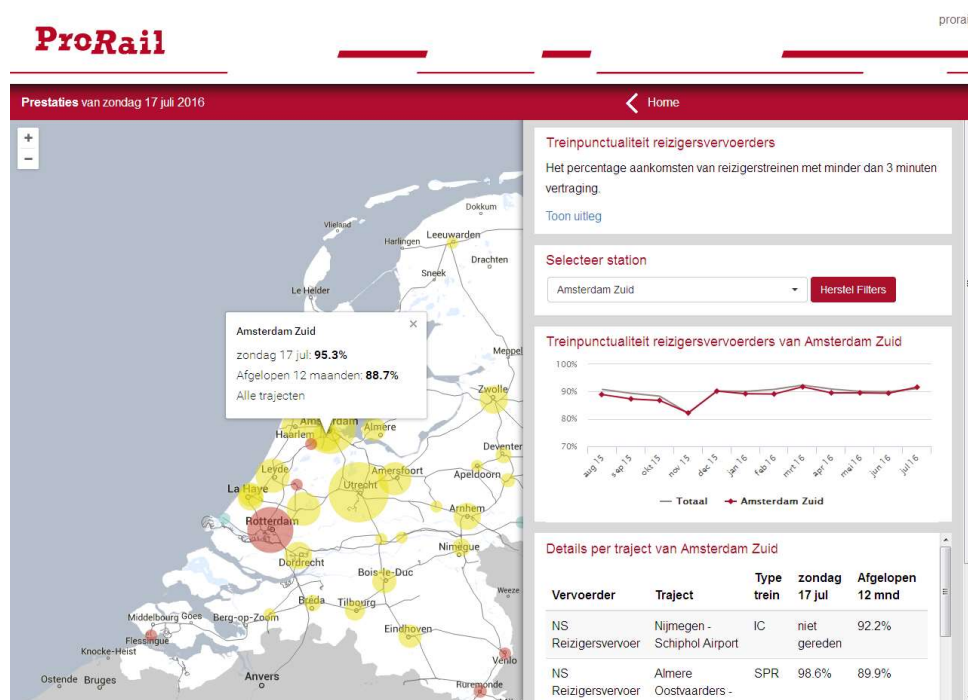 prorai
ProRail
Prestaties van zondag 17 juli 2016
Home
+
−
Treinpunctualiteit reizigersvervoerders
Het percentage aankomsten van reizigerstreinen met minder dan 3 minuten
vertraging.
Toon uitleg
Selecteer station
Amsterdam Zuid
Herstel Filters
Treinpunctualiteit reizigersvervoerders van Amsterdam Zuid
100%
90%
80%
70%
aug 15
sep 15
okt 15
nov 15
dec 15
jan 16
feb 16
mrt 16
apr 16
mei 16
jun 16
jul 16
Totaal
Amsterdam Zuid
Details per traject van Amsterdam Zuid
Vervoerder Traject Type trein zondag 17 jul Afgelopen 12 mnd
NS Reizigersvervoer Nijmegen - Schiphol Airport IC niet gereden 92.2%
NS Reizigersvervoer Almere Oostvaarders - SPR 98.6% 89.9%
Dokkum
Vlieland
Leeuwarden
Harlingen
Drachten
Sneek
Le Helder
Amsterdam Zuid
×
zondag 17 jul: 95.3%
Afgelopen 12 maanden: 88.7%
Alle trajecten
Meppel
Zwolle
Amsterdam
Almere
Haarlem
Deventer
Leyde
Amersfoort
Apeldoorn
La Haye
Utrecht
Arnhem
Rotterdam
Nimègue
Dordrecht
Bois-le-Duc
Weeze
Breda
Tilbourg
Middelbourg
Goes
Berg-op-Zoom
Eindhoven
Flessingue
Knocke-Heist
Venlo
Ostende
Bruges
Anvers
Ruremonde